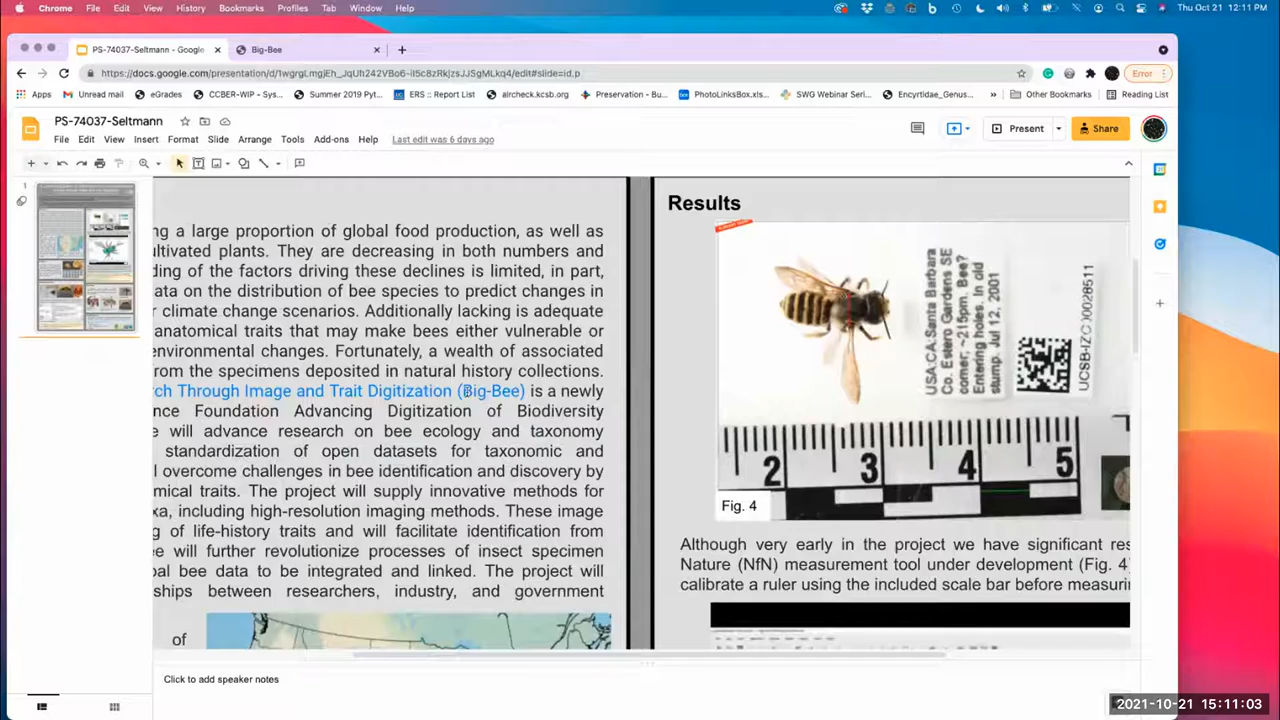 Chrome File Edit View History Bookmarks Profiles Tab Window Help Thu Oct 21 12:11 PM
PS-74037-Seltmann - Google
Big-Bee
https://docs.google.com/presentation/d/1wgrgLmgjEh_JqUh242VBo6-iI5c8zRkjzsJJSgMLkq4/edit#slide=id.p
Error
Apps Unread mail eGrades CCBER-WIP - Sys... Summer 2019 Pyt... ERS :: Report List aircheck.kcsb.org Preservation - Bu... PhotoLinksBox.xls... SWG Webinar Seri... Encyrtidae_Genus... » Other Bookmarks Reading List
PS-74037-Seltmann
File Edit View Insert Format Slide Arrange Tools Add-ons Help Last edit was 6 days ago
Present
Share
1
ng a large proportion of global food production, as well as
ultivated plants. They are decreasing in both numbers and
ding of the factors driving these declines is limited, in part,
ata on the distribution of bee species to predict changes in
r climate change scenarios. Additionally lacking is adequate
anatomical traits that may make bees either vulnerable or
environmental changes. Fortunately, a wealth of associated
rom the specimens deposited in natural history collections.
rch Through Image and Trait Digitization (Big-Bee) is a newly
nce Foundation Advancing Digitization of Biodiversity
e will advance research on bee ecology and taxonomy
standardization of open datasets for taxonomic and
l overcome challenges in bee identification and discovery by
mical traits. The project will supply innovative methods for
xa, including high-resolution imaging methods. These image
g of life-history traits and will facilitate identification from
ee will further revolutionize processes of insect specimen
bal bee data to be integrated and linked. The project will
ships between researchers, industry, and government
of
Results
USA:CA:Santa Barbara
Co. Estero Gardens SE
corner; ~215pm. Bee?
Entering holes. In old
stump. Jul 12, 2001
UCSB-IZC 00028511
2 3 4 5
Fig. 4
Although very early in the project we have significant res
Nature (NfN) measurement tool under development (Fig. 4)
calibrate a ruler using the included scale bar before measuri
Click to add speaker notes
2021-10-21 15:11:03